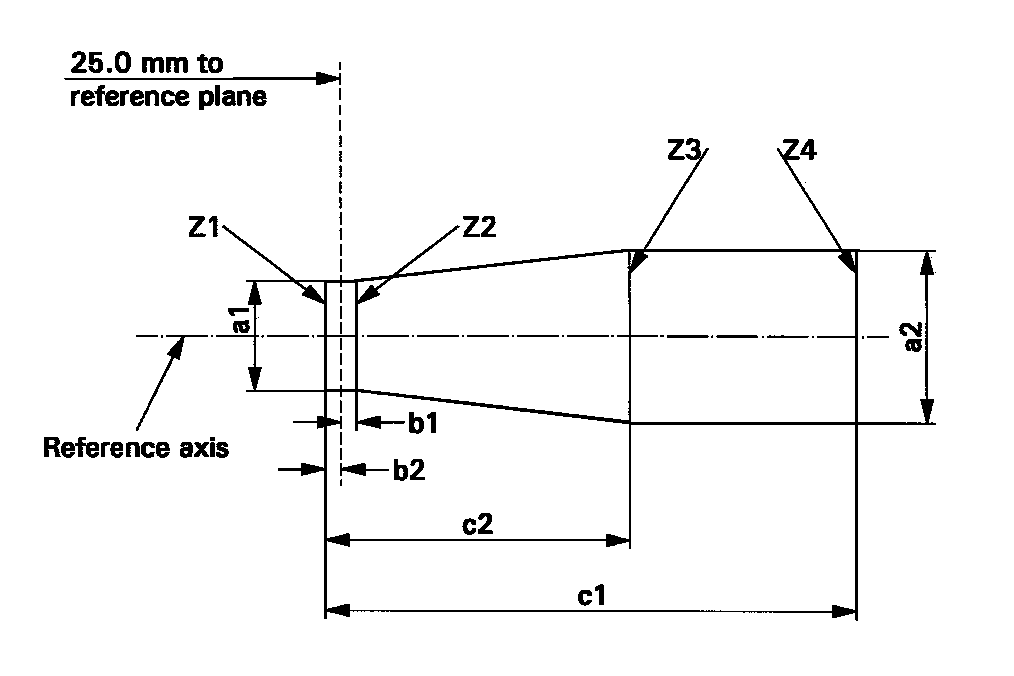 25.0 mm to
reference plane
Z3
Z4
Z1
Z2
a1
a2
b1
Reference axis
b2
c2
c1